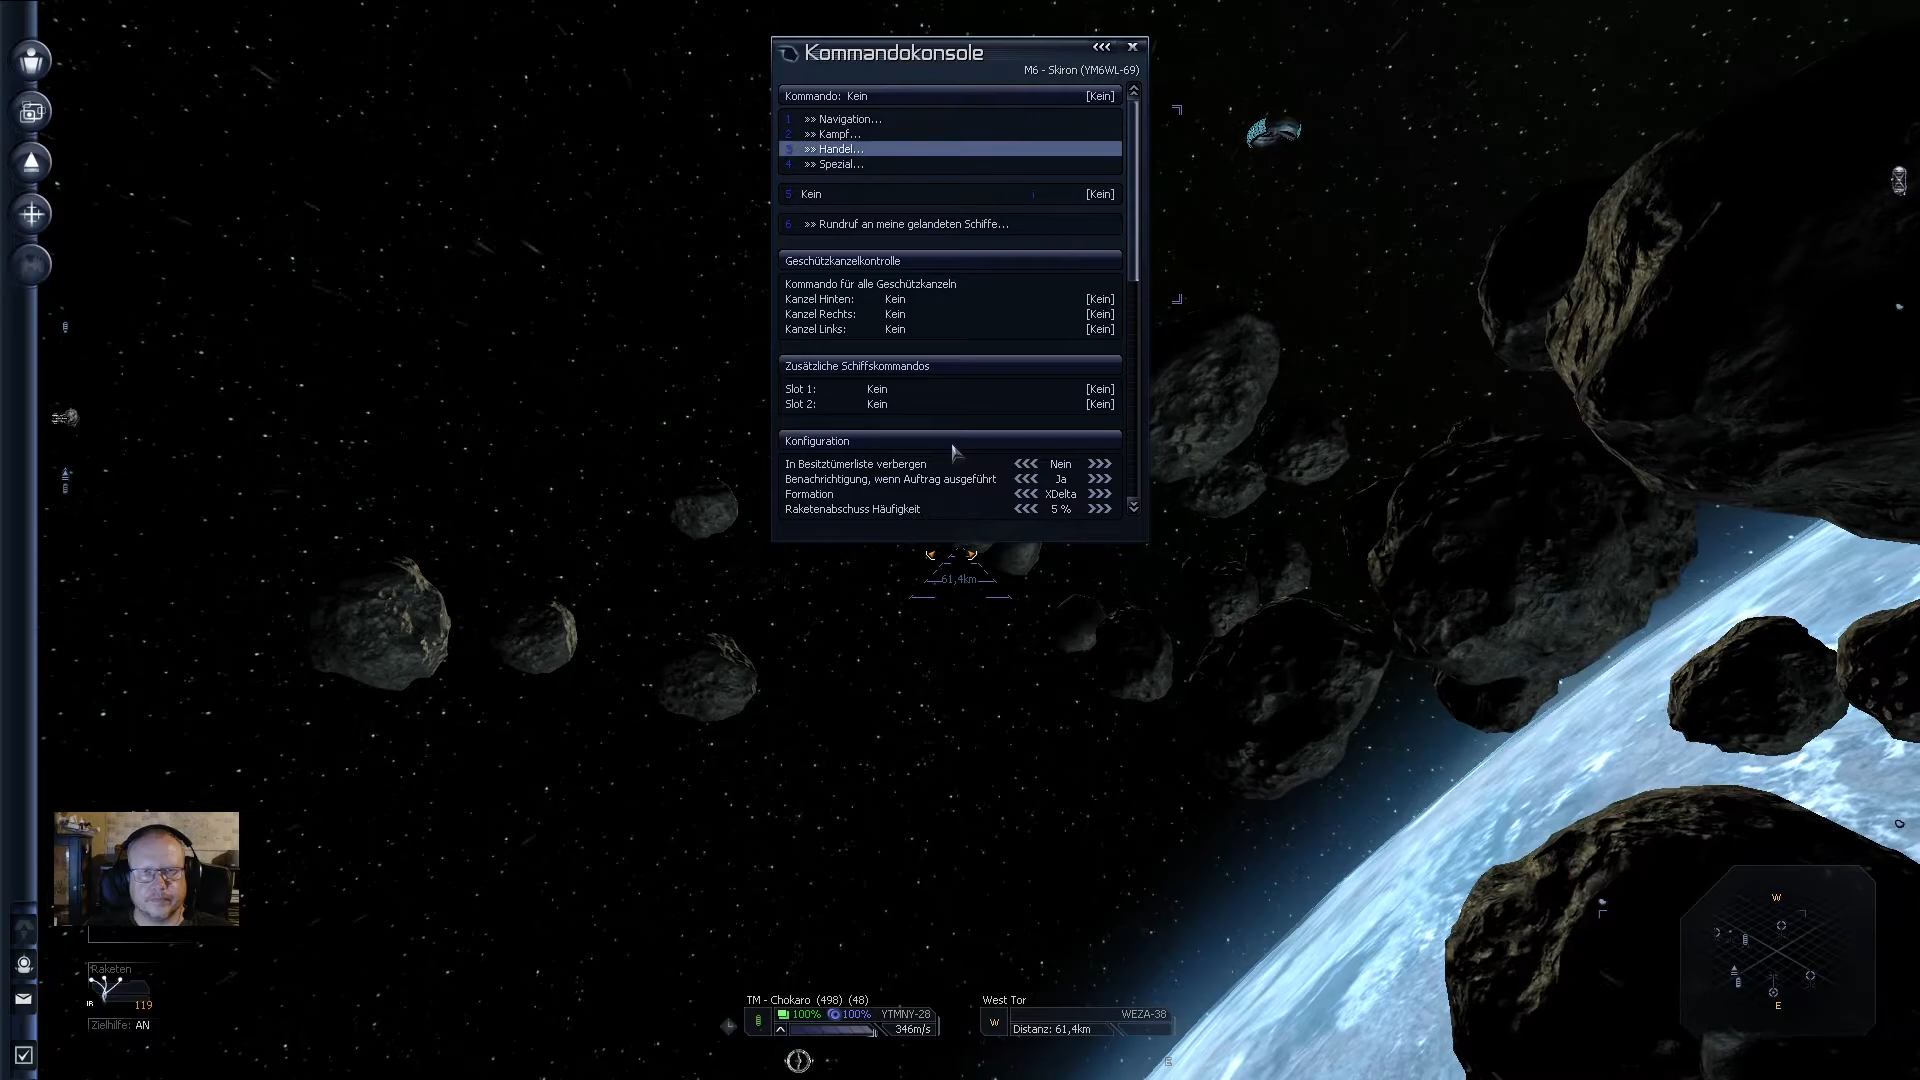 Kommandokonsole
M6 - Skiron (YM6WL-69)
Kommando: Kein [Kein]
1 >> Navigation...
2 >> Kampf...
3 >> Handel...
4 >> Spezial...
5 Kein [Kein]
6 >> Rundruf an meine gelandeten Schiffe...
Geschützkanzelkontrolle
Kommando für alle Geschützkanzeln
Kanzel Hinten: Kein [Kein]
Kanzel Rechts: Kein [Kein]
Kanzel Links: Kein [Kein]
Zusätzliche Schiffskommandos
Slot 1: Kein [Kein]
Slot 2: Kein [Kein]
Konfiguration
In Besitztümerliste verbergen Nein
Benachrichtigung, wenn Auftrag ausgeführt Ja
Formation XDelta
Raketenabschuss Häufigkeit 5 %
61,4km
W
E
Raketen
IR 119
Zielhilfe: AN
TM - Chokaro (498) (48)
100% 100% YTMNY-28
346m/s
West Tor
W WEZA-38
Distanz: 61,4km